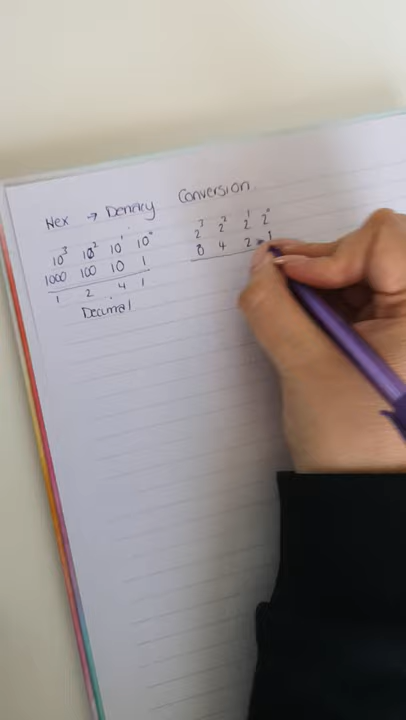 Hex → Denary Conversion
10³ 10² 10¹ 10⁰
1000 100 10 1
1 2 4 1
Decimal
2³ 2² 2¹ 2⁰
8 4 2 1